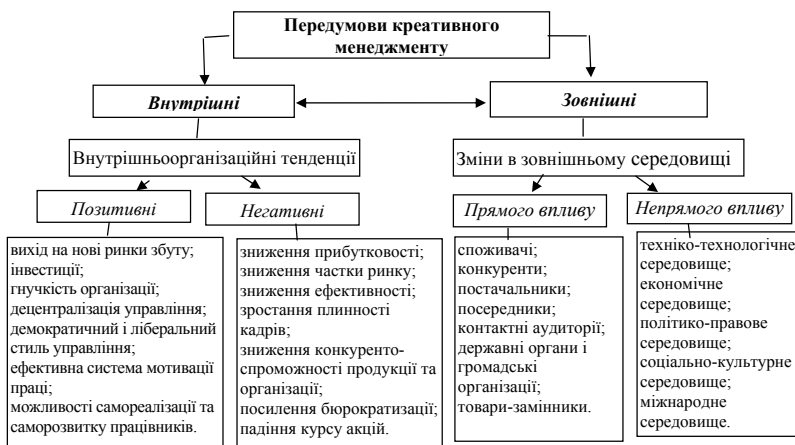 Передумови креативного
менеджменту
Внутрішні
Зовнішні
Внутрішньоорганізаційні тенденції
Зміни в зовнішньому середовищі
Позитивні
Негативні
Прямого впливу
Непрямого впливу
вихід на нові ринки збуту;
інвестиції;
гнучкість організації;
децентралізація управління;
демократичний і ліберальний
стиль управління;
ефективна система мотивації
праці;
можливості самореалізації та
саморозвитку працівників.
зниження прибутковості;
зниження частки ринку;
зниження ефективності;
зростання плинності
кадрів;
зниження конкуренто-
спроможності продукції та
організації;
посилення бюрократизації;
падіння курсу акцій.
споживачі;
конкуренти;
постачальники;
посередники;
контактні аудиторії;
державні органи і
громадські
організації;
товари-замінники.
техніко-технологічне
середовище;
економічне
середовище;
політико-правове
середовище;
соціально-культурне
середовище;
міжнародне
середовище.